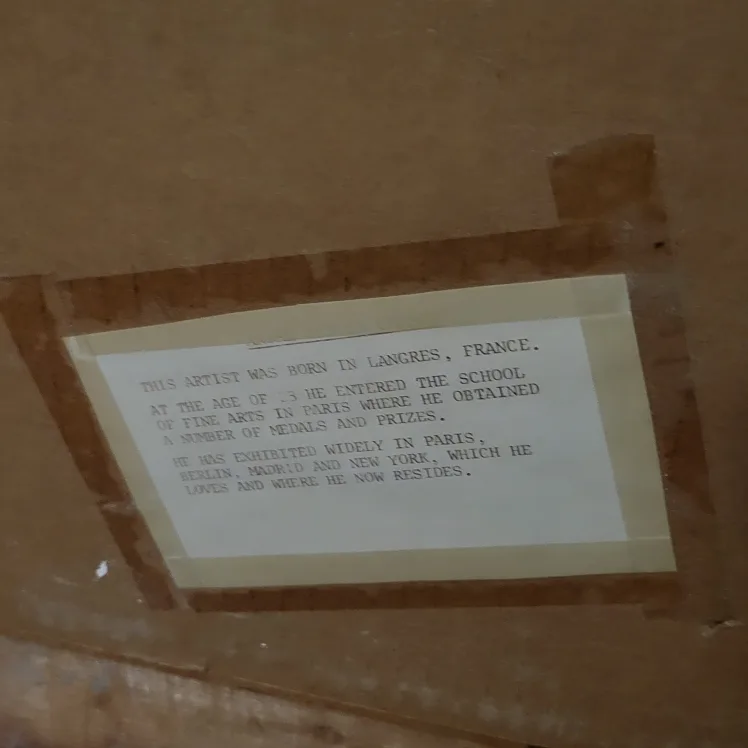 THIS ARTIST WAS BORN IN LANGRES, FRANCE.
AT THE AGE OF .3 HE ENTERED THE SCHOOL
OF FINE ARTS IN PARIS WHERE HE OBTAINED
A NUMBER OF MEDALS AND PRIZES.
HE HAS EXHIBITED WIDELY IN PARIS,
BERLIN, MADRID AND NEW YORK, WHICH HE
LOVES AND WHERE HE NOW RESIDES.